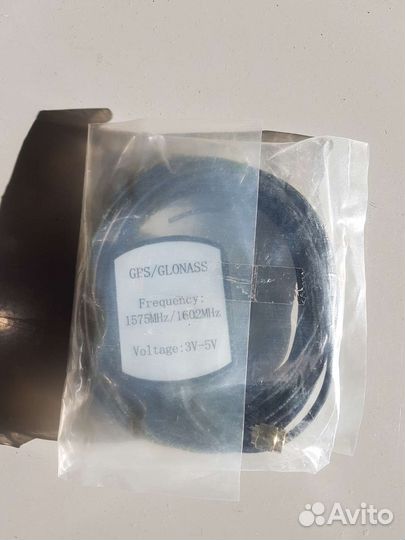 GPS/GLONASS
Frequency:
1575MHz/1602MHz
Voltage:3V-5V
Avito